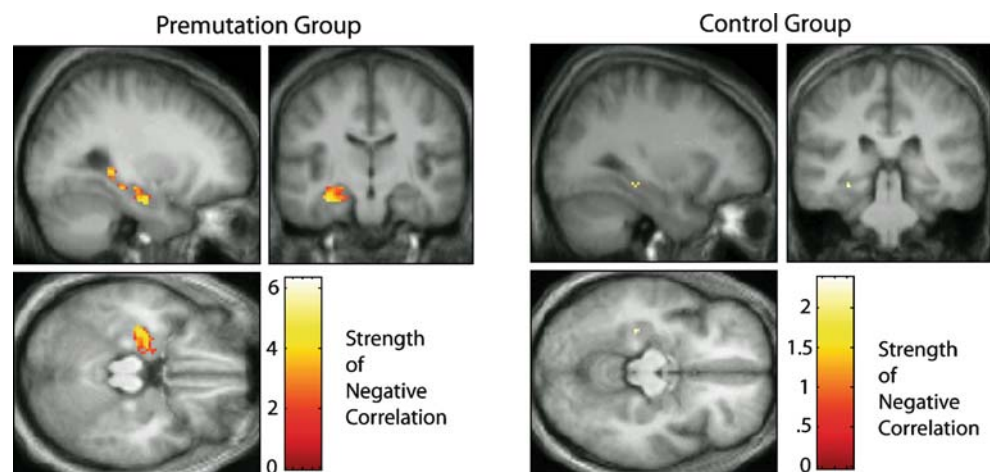 Premutation Group
6
4
2
0
Strength
of
Negative
Correlation
Control Group
2
1.5
1
.5
0
Strength
of
Negative
Correlation